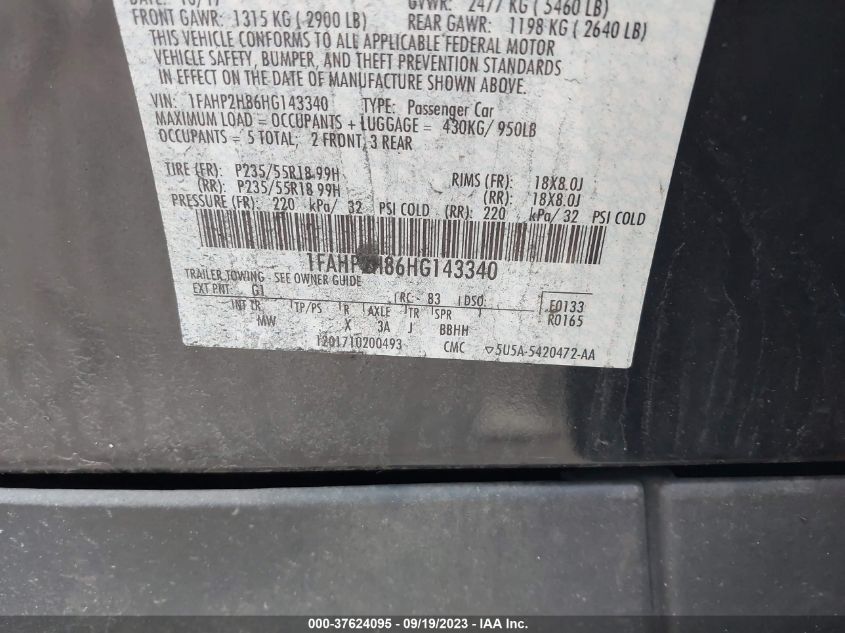 DATE: 10/17 GVWR: 2477 KG ( 5460 LB)
FRONT GAWR: 1315 KG ( 2900 LB) REAR GAWR: 1198 KG ( 2640 LB)
THIS VEHICLE CONFORMS TO ALL APPLICABLE FEDERAL MOTOR
VEHICLE SAFETY, BUMPER, AND THEFT PREVENTION STANDARDS
IN EFFECT ON THE DATE OF MANUFACTURE SHOWN ABOVE.
VIN: 1FAHP2H86HG143340 TYPE: Passenger Car
MAXIMUM LOAD = OCCUPANTS + LUGGAGE = 430KG/ 950LB
OCCUPANTS = 5 TOTAL, 2 FRONT, 3 REAR
TIRE (FR): P235/55R18 99H RIMS (FR): 18X8.0J
(RR): P235/55R18 99H (RR): 18X8.0J
PRESSURE (FR): 220 kPa/ 32 PSI COLD (RR): 220 kPa/ 32 PSI COLD
1FAHP2H86HG143340
TRAILER TOWING - SEE OWNER GUIDE
EXT PNT: G1 RC: 83 DSO: F0133
INT TR TP/PS R AXLE TR SPR R0165
MW X 3A J BBHH
1201710200493 CMC ▽5U5A-5420472-AA
000-37624095 - 09/19/2023 - IAA Inc.